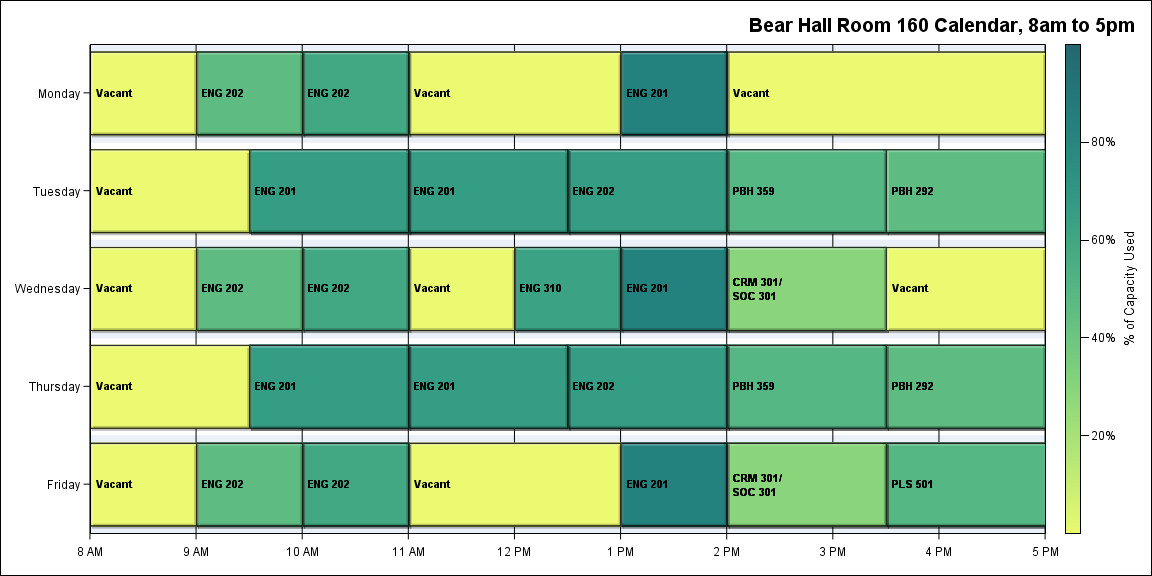 Bear Hall Room 160 Calendar, 8am to 5pm
Monday
Vacant
ENG 202
ENG 202
Vacant
ENG 201
Vacant
Tuesday
Vacant
ENG 201
ENG 201
ENG 202
PBH 359
PBH 292
Wednesday
Vacant
ENG 202
ENG 202
Vacant
ENG 310
ENG 201
CRM 301/
SOC 301
Vacant
Thursday
Vacant
ENG 201
ENG 201
ENG 202
PBH 359
PBH 292
Friday
Vacant
ENG 202
ENG 202
Vacant
ENG 201
CRM 301/
SOC 301
PLS 501
8 AM
9 AM
10 AM
11 AM
12 PM
1 PM
2 PM
3 PM
4 PM
5 PM
80%
60%
40%
20%
% of Capacity Used